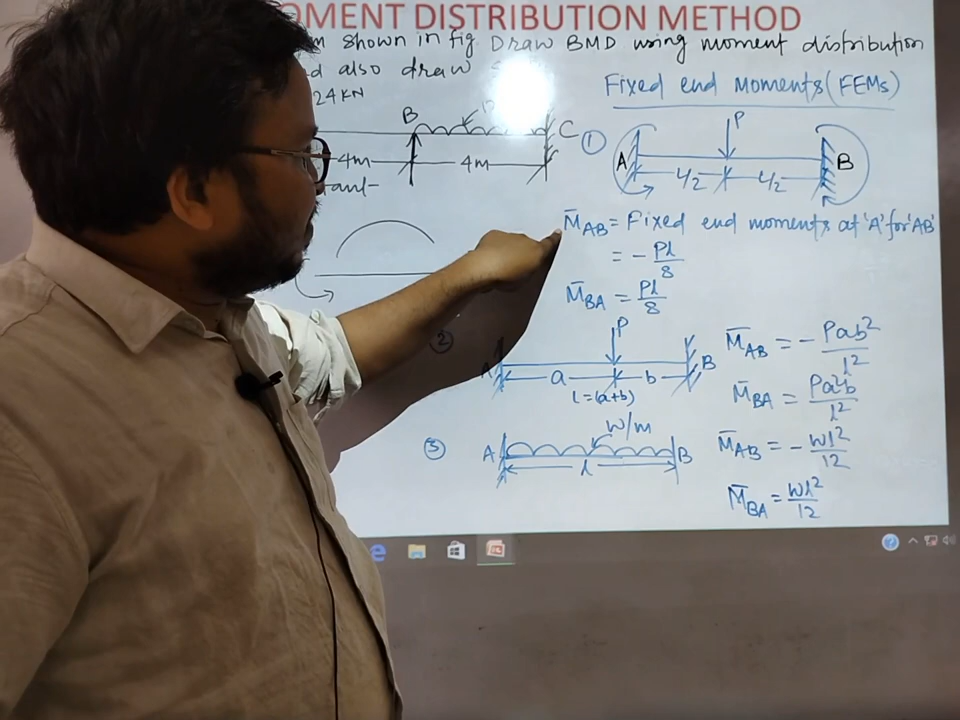 OMENT DISTRIBUTION METHOD
m shown in fig Draw BMD using moment distribution
d also draw
24KN
B
C
4m
4m
Fixed end Moments (FEMs)
1
P
A
B
L/2
L/2
M̄AB = Fixed end moments at 'A' for 'AB'
= - Pl/8
M̄BA = Pl/8
2
P
A
B
a
b
l=(a+b)
M̄AB = - Pab²/l²
M̄BA = Pa²b/l²
3
W/m
A
B
l
M̄AB = - Wl²/12
M̄BA = Wl²/12